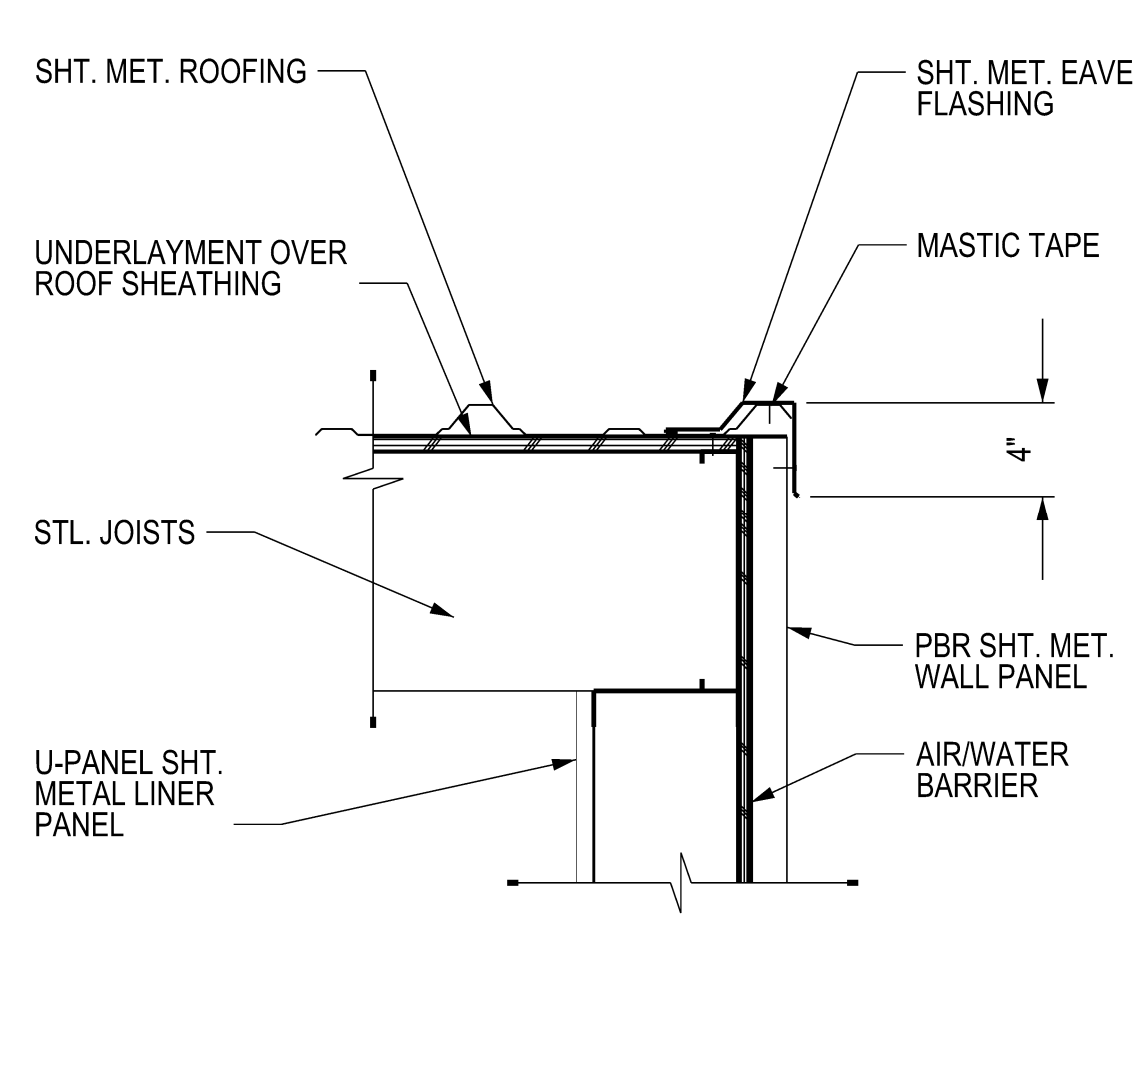 SHT. MET. ROOFING
SHT. MET. EAVE
FLASHING
UNDERLAYMENT OVER
ROOF SHEATHING
MASTIC TAPE
4"
STL. JOISTS
PBR SHT. MET.
WALL PANEL
U-PANEL SHT.
METAL LINER
PANEL
AIR/WATER
BARRIER